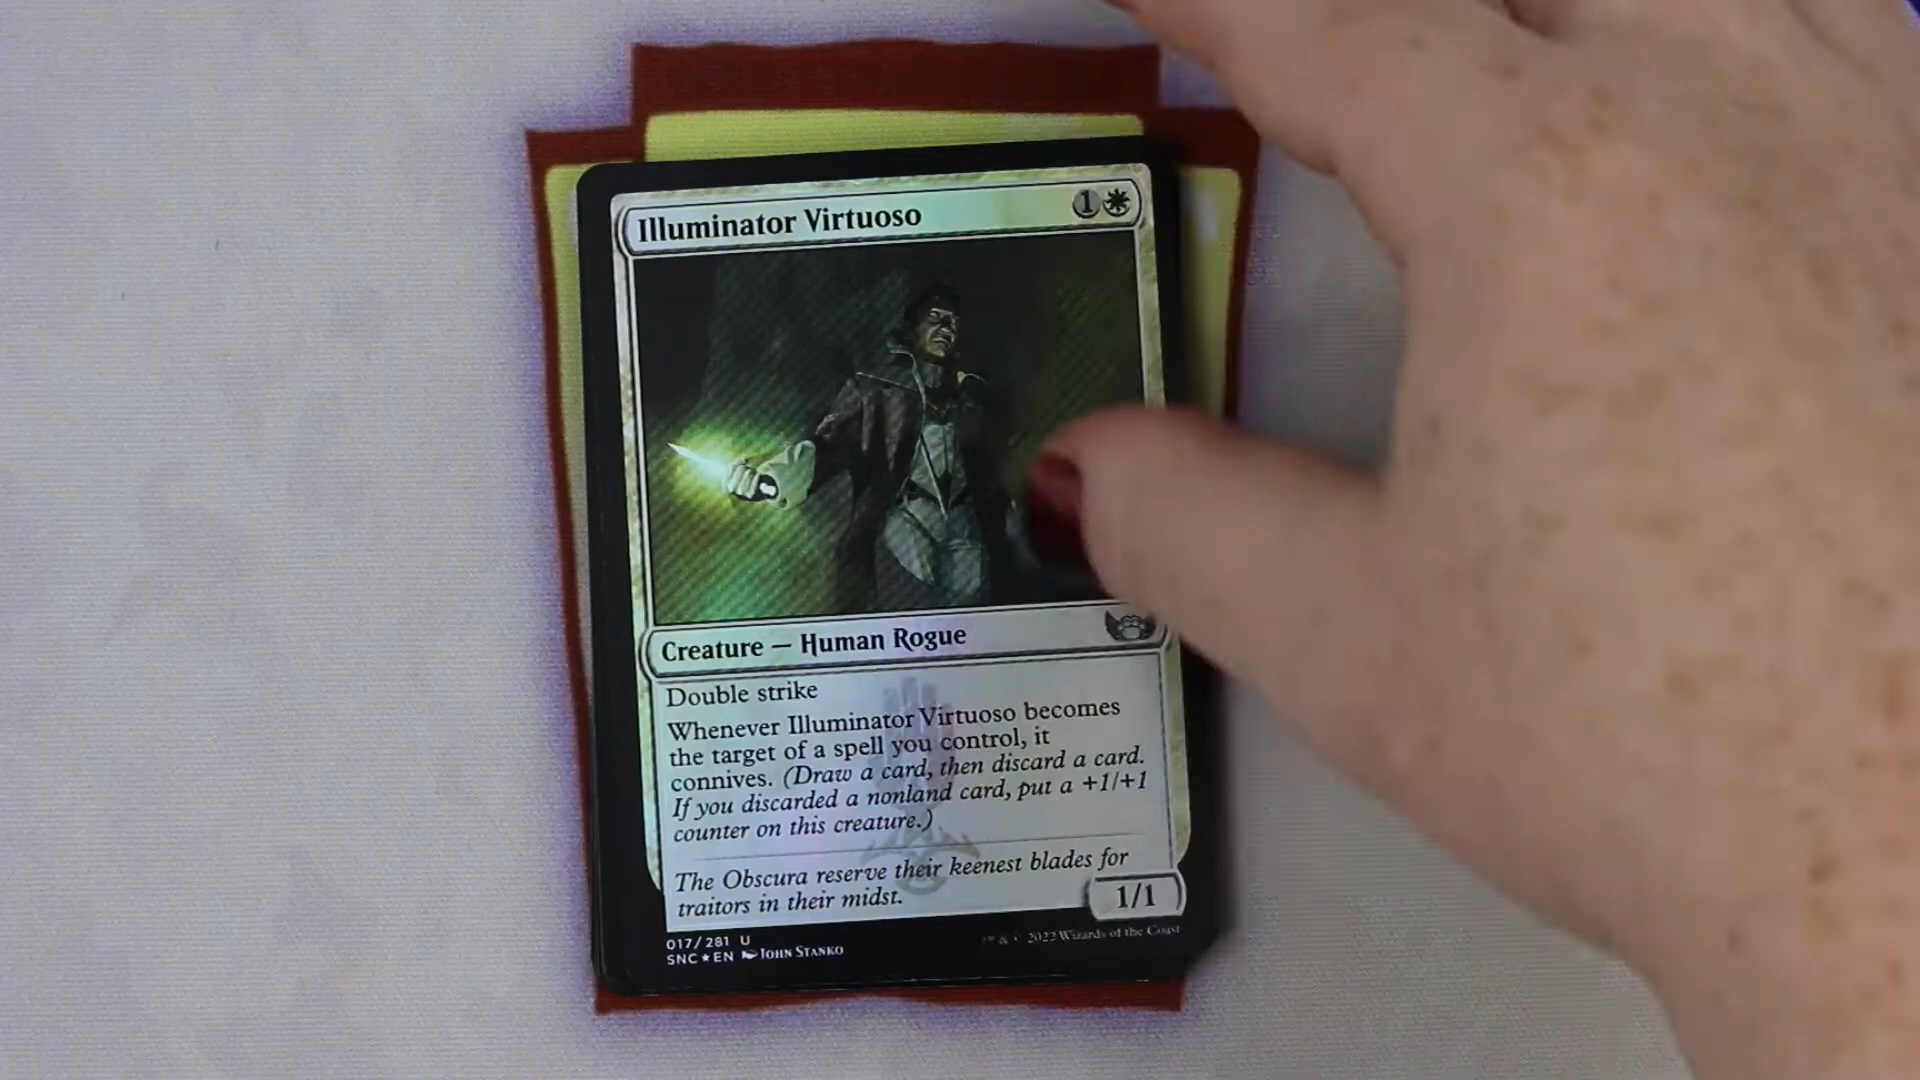 Illuminator Virtuoso 1
Creature — Human Rogue
Double strike
Whenever Illuminator Virtuoso becomes
the target of a spell you control, it
connives. (Draw a card, then discard a card.
If you discarded a nonland card, put a +1/+1
counter on this creature.)
The Obscura reserve their keenest blades for
traitors in their midst.
1/1
017/281 U
SNC★EN John Stanko
™ & © 2022 Wizards of the Coast